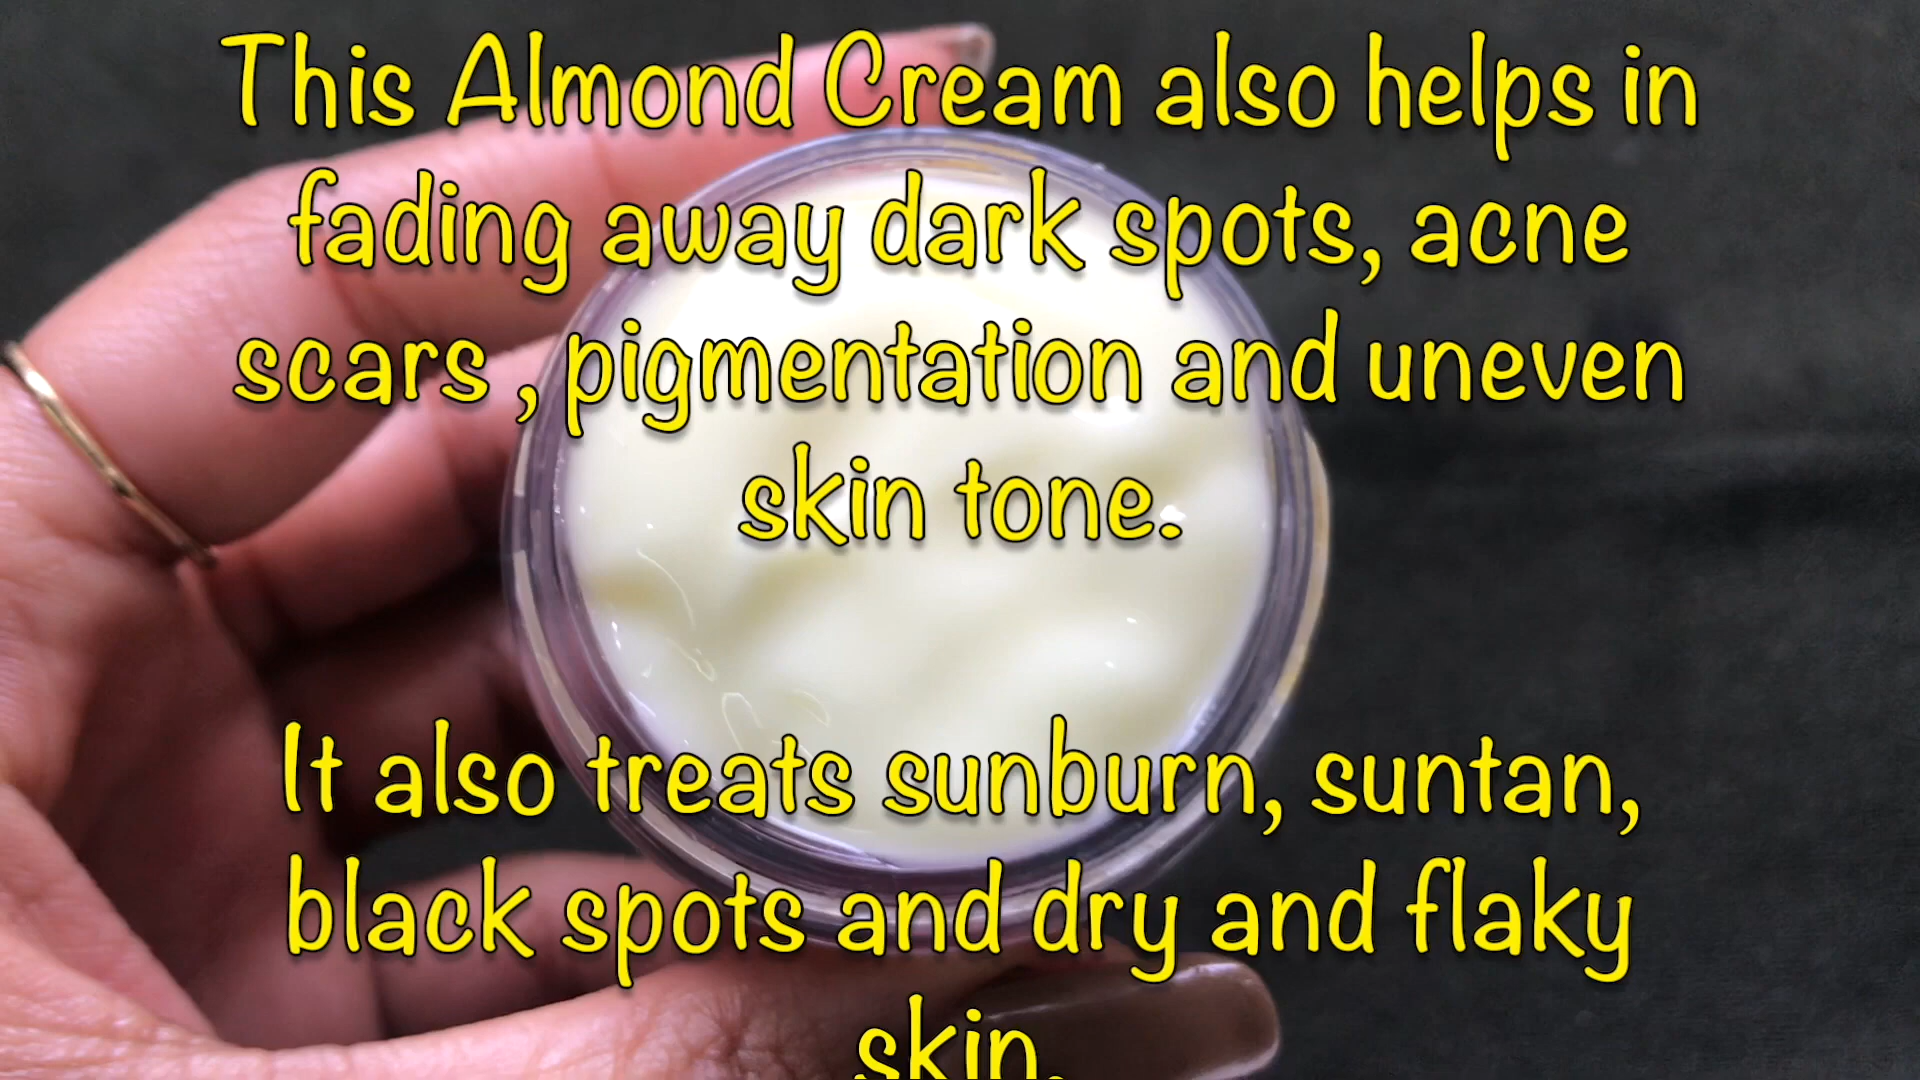 This Almond Cream also helps in
fading away dark spots, acne
scars , pigmentation and uneven
skin tone.
It also treats sunburn, suntan,
black spots and dry and flaky
skin.